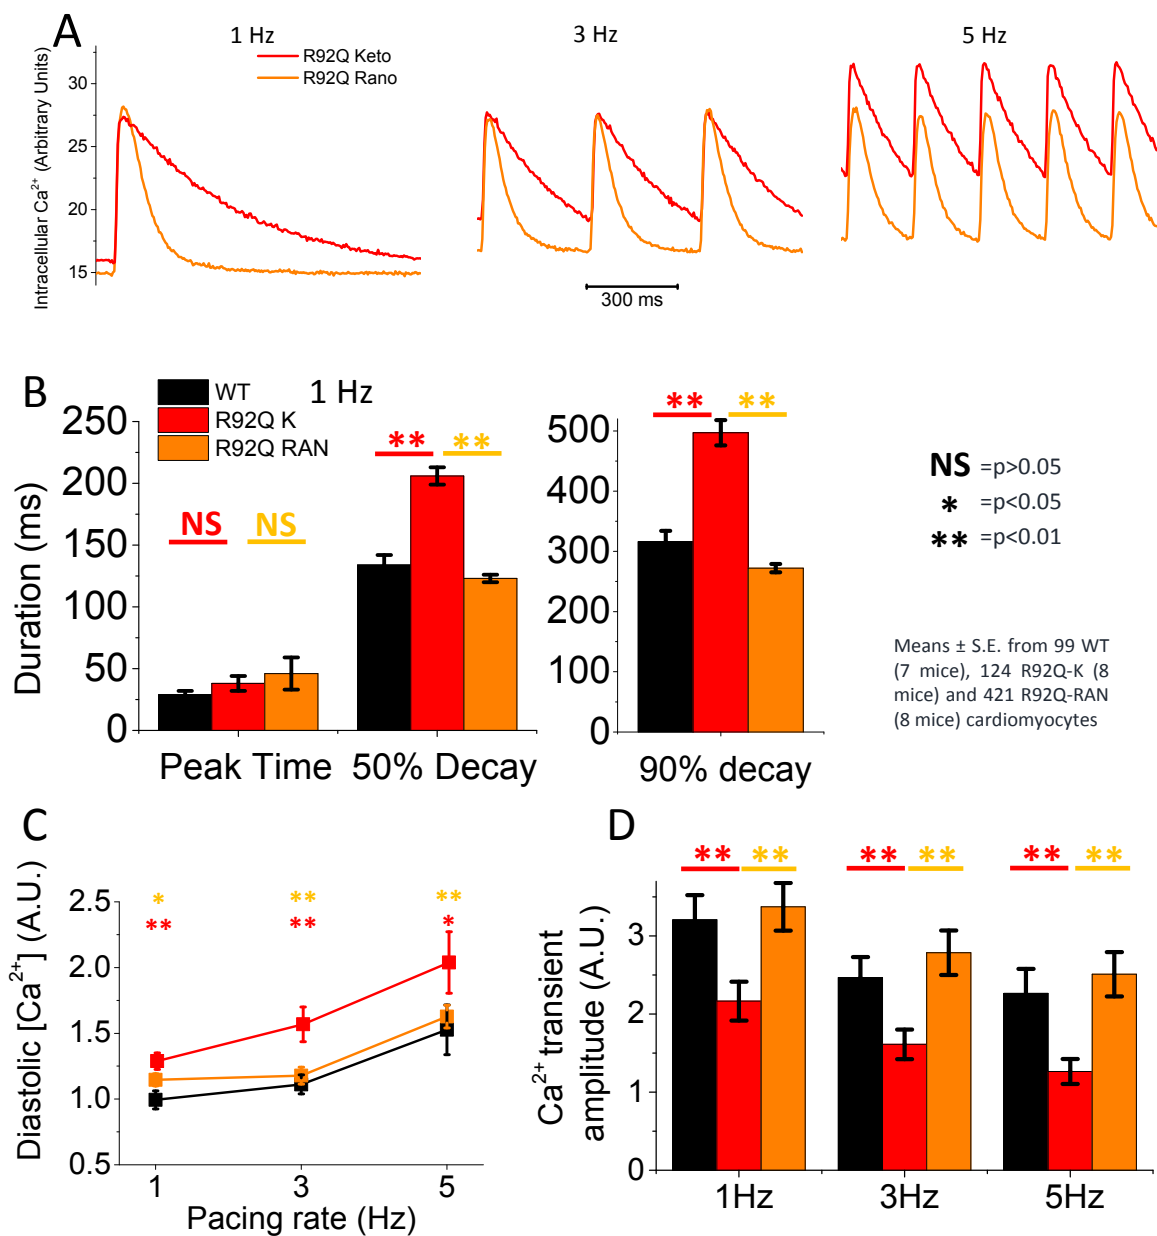 A
1 Hz
3 Hz
5 Hz
R92Q Keto
R92Q Rano
Intracellular Ca²⁺ (Arbitrary Units)
30
25
20
15
300 ms
B
WT
R92Q K
R92Q RAN
1 Hz
Duration (ms)
250
200
150
100
50
0
NS
NS
**
**
Peak Time
50% Decay
500
400
300
200
100
0
**
**
90% decay
NS =p>0.05
* =p<0.05
** =p<0.01
Means ± S.E. from 99 WT
(7 mice), 124 R92Q-K (8
mice) and 421 R92Q-RAN
(8 mice) cardiomyocytes
C
Diastolic [Ca²⁺] (A.U.)
2.5
2.0
1.5
1.0
0.5
* ** **
** ** *
1 3 5
Pacing rate (Hz)
D
Ca²⁺ transient
amplitude (A.U.)
3
2
1
0
** ** ** ** ** **
1Hz 3Hz 5Hz